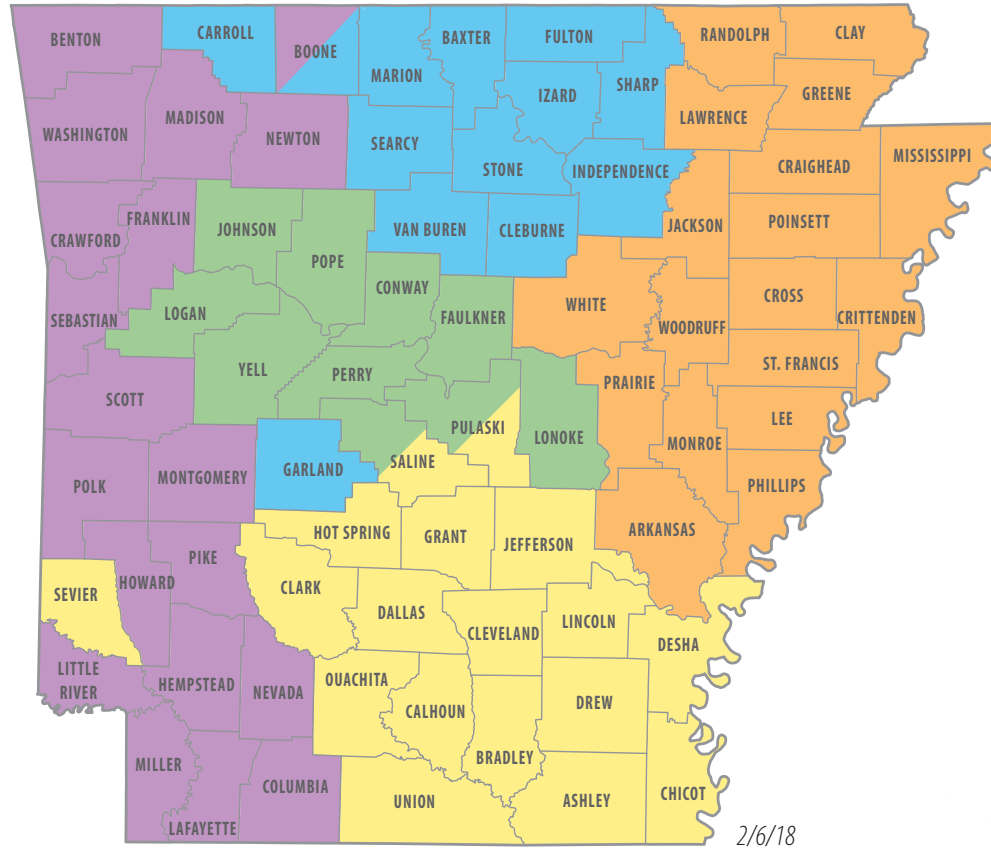 BENTON
CARROLL
BOONE
MARION
BAXTER
FULTON
SHARP
IZARD
RANDOLPH
CLAY
GREENE
LAWRENCE
WASHINGTON
MADISON
NEWTON
SEARCY
STONE
INDEPENDENCE
CRAIGHEAD
MISSISSIPPI
CRAWFORD
FRANKLIN
JOHNSON
POPE
VAN BUREN
CLEBURNE
JACKSON
POINSETT
SEBASTIAN
LOGAN
CONWAY
FAULKNER
WHITE
WOODRUFF
CROSS
CRITTENDEN
SCOTT
YELL
PERRY
PULASKI
LONOKE
PRAIRIE
ST. FRANCIS
LEE
MONROE
PHILLIPS
POLK
MONTGOMERY
GARLAND
SALINE
HOT SPRING
GRANT
JEFFERSON
ARKANSAS
SEVIER
HOWARD
PIKE
CLARK
DALLAS
CLEVELAND
LINCOLN
DESHA
LITTLE
RIVER
HEMPSTEAD
NEVADA
OUACHITA
CALHOUN
BRADLEY
DREW
MILLER
LAFAYETTE
COLUMBIA
UNION
ASHLEY
CHICOT
2/6/18